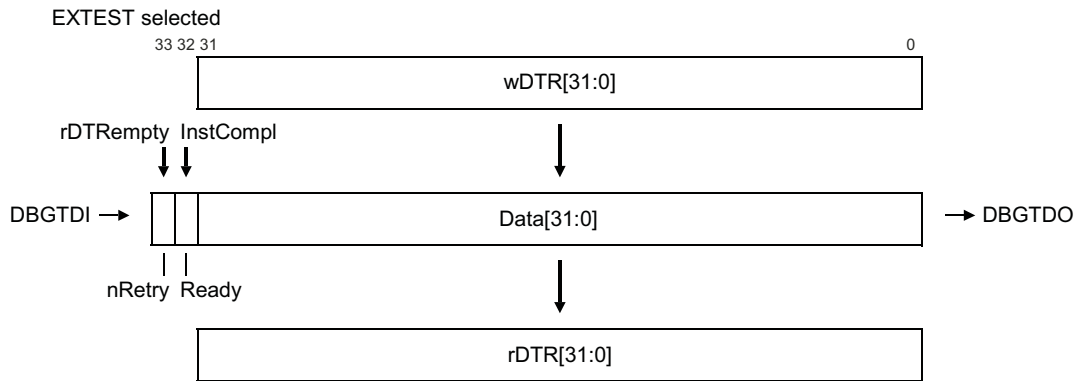 EXTEST selected
33 32 31 0
wDTR[31:0]
rDTRempty InstCompl
DBGTDI Data[31:0] DBGTDO
nRetry Ready
rDTR[31:0]